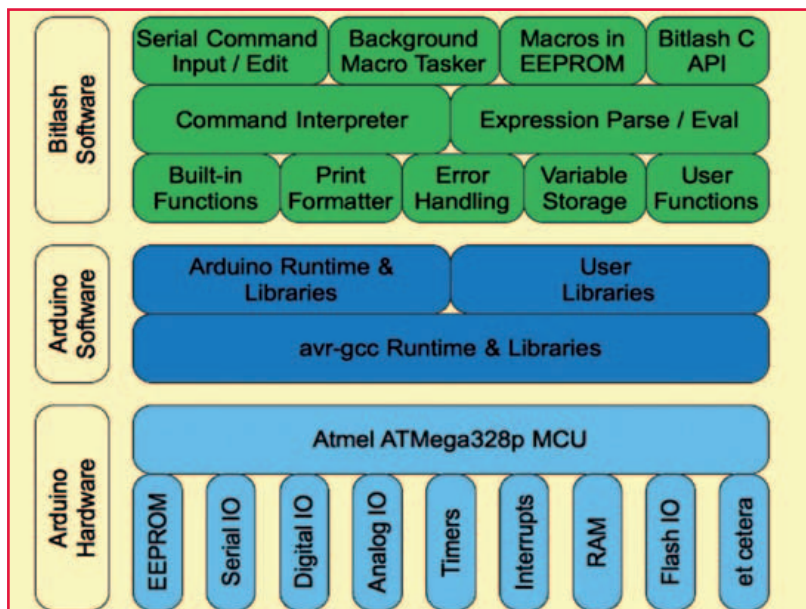 Bitlash
Software
Serial Command
Input / Edit
Background
Macro Tasker
Macros in
EEPROM
Bitlash C
API
Command Interpreter
Expression Parse / Eval
Built-in
Functions
Print
Formatter
Error
Handling
Variable
Storage
User
Functions
Arduino
Software
Arduino Runtime &
Libraries
User
Libraries
avr-gcc Runtime & Libraries
Arduino
Hardware
Atmel ATMega328p MCU
EEPROM
Serial IO
Digital IO
Analog IO
Timers
Interrupts
RAM
Flash IO
et cetera